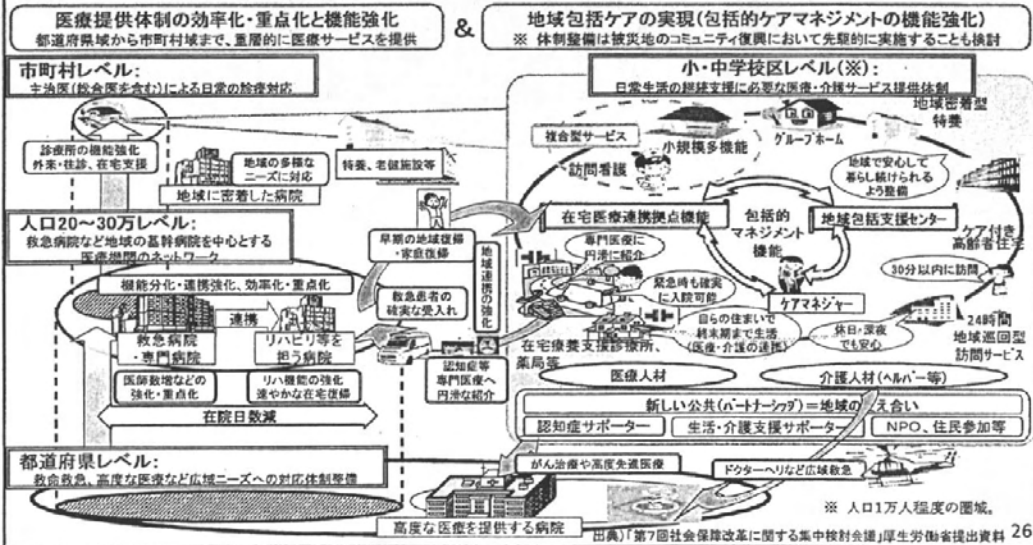 医療提供体制の効率化・重点化と機能強化
都道府県域から市町村域まで、重層的に医療サービスを提供
&
地域包括ケアの実現(包括的ケアマネジメントの機能強化)
※ 体制整備は被災地のコミュニティ復興において先駆的に実施することも検討
市町村レベル:
主治医(総合医を含む)による日常の診療対応
診療所の機能強化
外来・往診、在宅支援
地域の多様な
ニーズに対応
地域に密着した病院
特養、老健施設等
人口20~30万レベル:
救急病院など地域の基幹病院を中心とする
医療機関のネットワーク
早期の地域復帰
・家庭復帰
機能分化・連携強化、効率化・重点化
救急患者の
確実な受入れ
地域連携の強化
連携
救急病院
・専門病院
リハビリ等を
担う病院
医師数増などの
強化・重点化
リハ機能の強化
速やかな在宅復帰
認知症等
専門医療へ
円滑な紹介
在院日数減
都道府県レベル:
救命救急、高度な医療など広域ニーズへの対応体制整備
高度な医療を提供する病院
がん治療や高度先進医療
ドクターヘリなど広域救急
小・中学校区レベル(※):
日常生活の継続支援に必要な医療・介護サービス提供体制
複合型サービス
小規模多機能
グループホーム
地域密着型
特養
訪問看護
地域で安心して
暮らし続けられる
よう整備
在宅医療連携拠点機能
包括的
マネジメント
機能
地域包括支援センター
ケア付き
高齢者住宅
専門医療に
円滑に紹介
緊急時も確実
に入院可能
ケアマネジャー
30分以内に訪問
自らの住まいで
終末期まで生活
(医療・介護の連携)
休日・深夜
でも安心
24時間
地域巡回型
訪問サービス
在宅療養支援診療所、
薬局等
医療人材
介護人材(ヘルパー等)
新しい公共(パートナーシップ)=地域の え合い
認知症サポーター
生活・介護支援サポーター
NPO、住民参加等
※ 人口1万人程度の圏域。
出典)「第7回社会保障改革に関する集中検討会議」厚生労働省提出資料
26